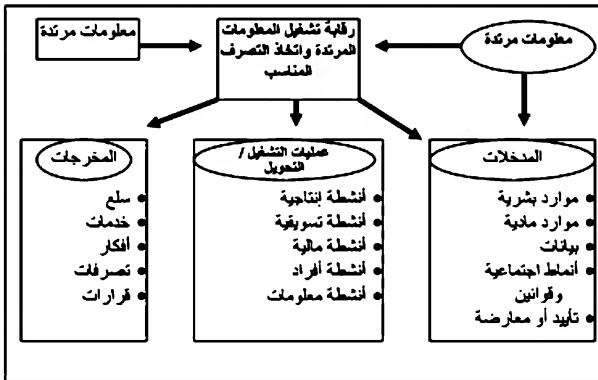 معلومات مرتدة
رقابة تشغيل المعلومات
المرتدة واتخاذ التصرف
المناسب
معلومات مرتدة
المدخلات
• موارد بشرية
• موارد مادية
• بيانات
• أنماط اجتماعية
وقوانين
• تأييد أو معارضة
عمليات التشغيل /
التحويل
• أنشطة إنتاجية
• أنشطة تسويقية
• أنشطة مالية
• أنشطة أفراد
• أنشطة معلومات
المخرجات
• سلع
• خدمات
• أفكار
• تصرفات
• قرارات